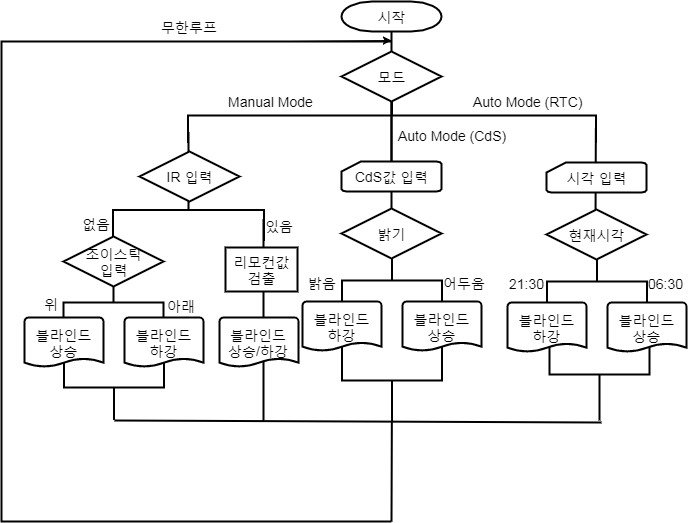 시작
무한루프
모드
Manual Mode
Auto Mode (RTC)
Auto Mode (CdS)
IR 입력
CdS값 입력
시각 입력
없음
있음
밝기
현재시각
조이스틱
입력
리모컨값
검출
밝음
어두움
21:30
06:30
위
아래
블라인드
상승
블라인드
하강
블라인드
상승/하강
블라인드
하강
블라인드
상승
블라인드
하강
블라인드
상승